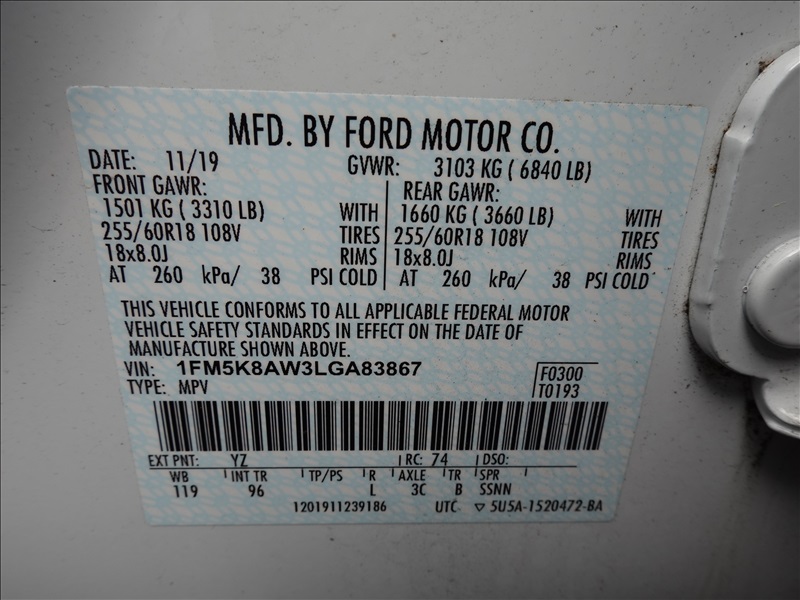 MFD. BY FORD MOTOR CO.
DATE: 11/19 GVWR: 3103 KG ( 6840 LB)
FRONT GAWR: REAR GAWR:
1501 KG ( 3310 LB) WITH 1660 KG ( 3660 LB) WITH
255/60R18 108V TIRES 255/60R18 108V TIRES
18x8.0J RIMS 18x8.0J RIMS
AT 260 kPa/ 38 PSI COLD AT 260 kPa/ 38 PSI COLD
THIS VEHICLE CONFORMS TO ALL APPLICABLE FEDERAL MOTOR
VEHICLE SAFETY STANDARDS IN EFFECT ON THE DATE OF
MANUFACTURE SHOWN ABOVE.
VIN: 1FM5K8AW3LGA83867 F0300
TYPE: MPV T0193
EXT PNT: YZ RC: 74 DSO:
WB INT TR TP/PS R AXLE TR SPR
119 96 L 3C B SSNN
1201911239186 UTC ▽ 5U5A-1520472-BA